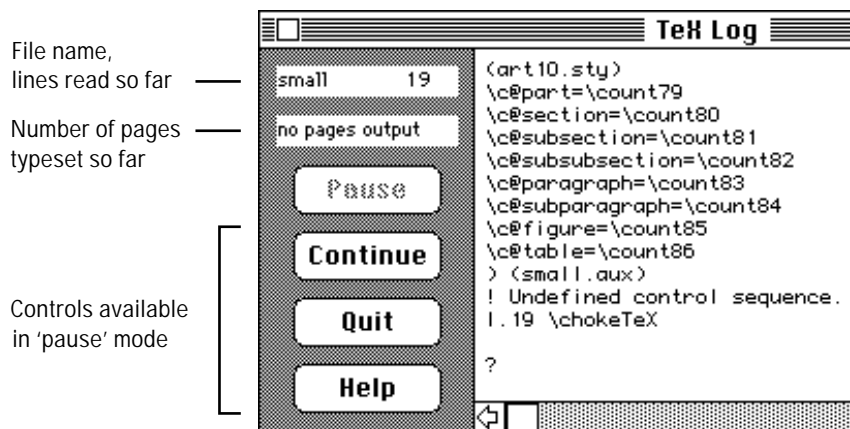 File name,
lines read so far
Number of pages
typeset so far
Controls available
in ‘pause’ mode
TeX Log
small 19
no pages output
Pause
Continue
Quit
Help
(art10.sty)
\c@part=\count79
\c@section=\count80
\c@subsection=\count81
\c@subsubsection=\count82
\c@paragraph=\count83
\c@subparagraph=\count84
\c@figure=\count85
\c@table=\count86
) (small.aux)
! Undefined control sequence.
l.19 \chokeTeX
?